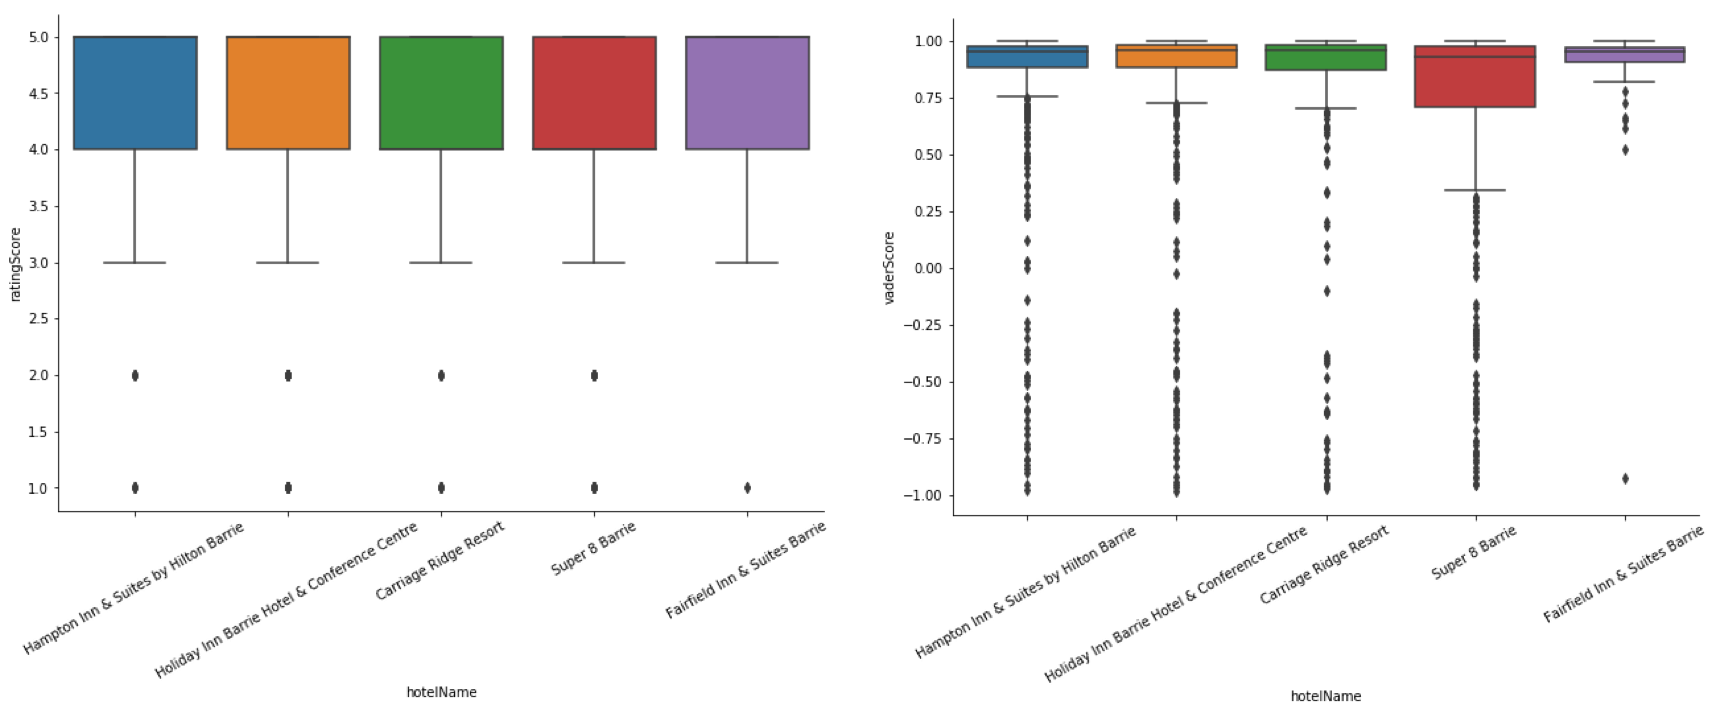 5.0
4.5
4.0
3.5
3.0
2.5
2.0
1.5
1.0
ratingScore
Hampton Inn & Suites by Hilton Barrie
Holiday Inn Barrie Hotel & Conference Centre
Carriage Ridge Resort
Super 8 Barrie
Fairfield Inn & Suites Barrie
hotelName
1.00
0.75
0.50
0.25
0.00
−0.25
−0.50
−0.75
−1.00
vaderScore
Hampton Inn & Suites by Hilton Barrie
Holiday Inn Barrie Hotel & Conference Centre
Carriage Ridge Resort
Super 8 Barrie
Fairfield Inn & Suites Barrie
hotelName